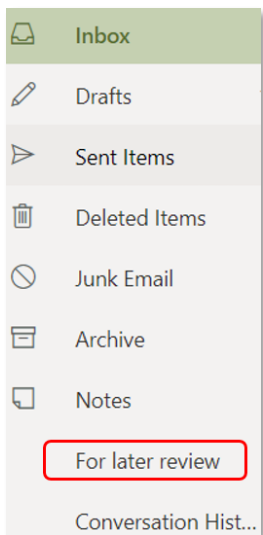 Inbox
Drafts
Sent Items
Deleted Items
Junk Email
Archive
Notes
For later review
Conversation Hist...